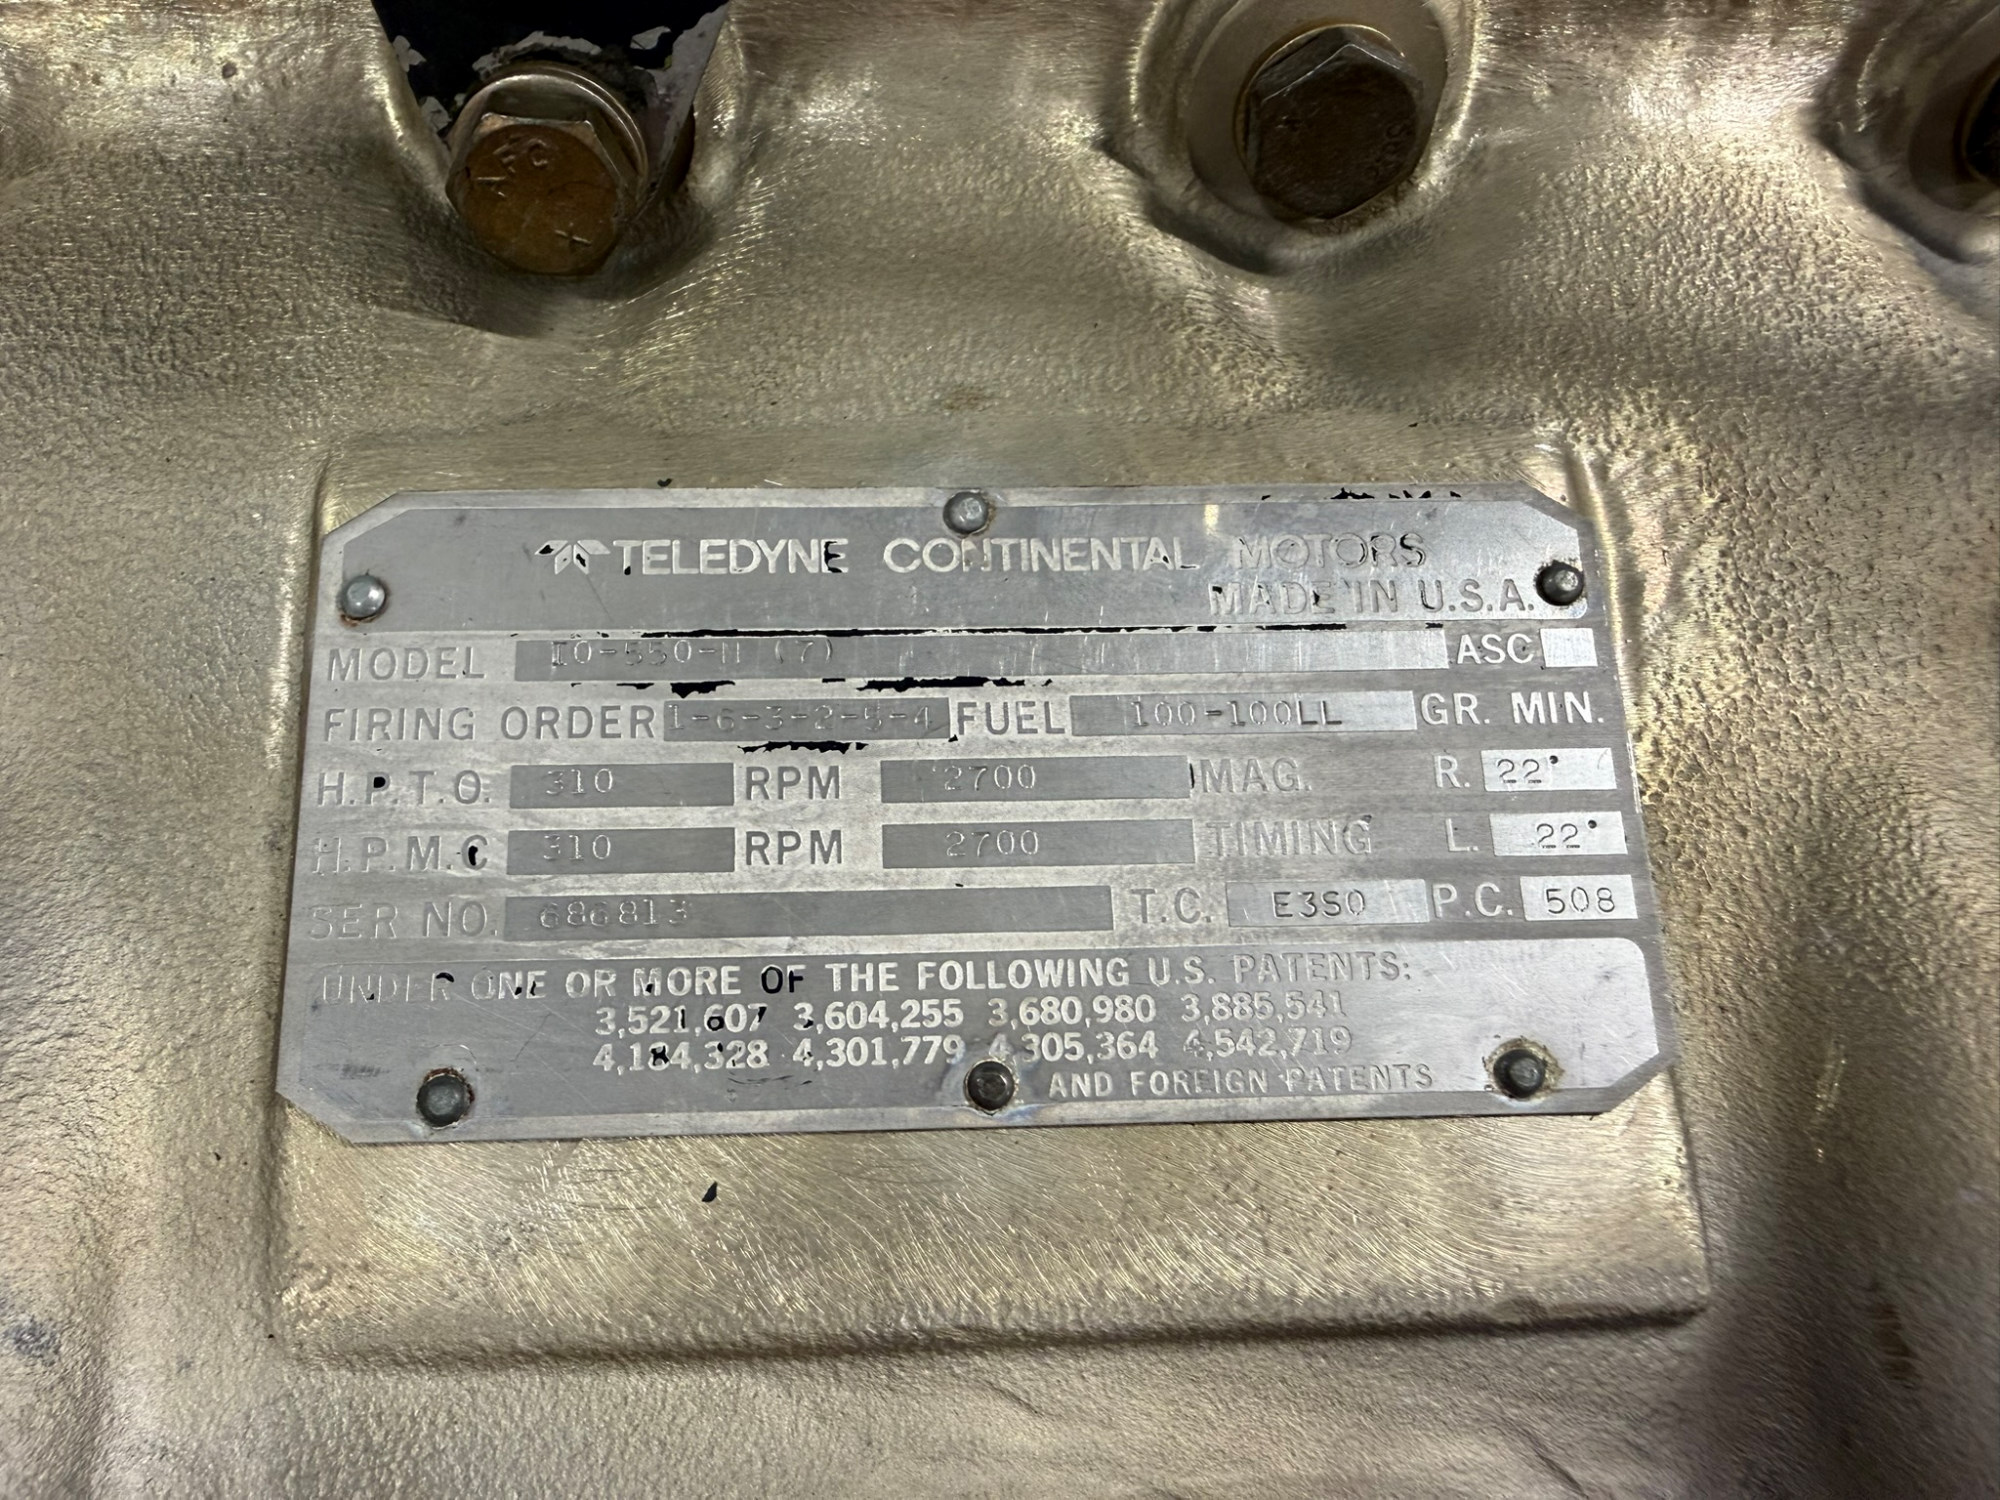 TELEDYNE CONTINENTAL MOTORS
MADE IN U.S.A.
MODEL IO-550-N (7) ASC
FIRING ORDER 1-6-3-2-5-4 FUEL 100-100LL GR. MIN.
H.P.T.O. 310 RPM 2700 MAG. R. 22°
H.P.M.C 310 RPM 2700 TIMING L. 22°
SER NO. 686813 T.C. E3SO P.C. 508
UNDER ONE OR MORE OF THE FOLLOWING U.S. PATENTS:
3,521,607 3,604,255 3,680,980 3,885,541
4,184,328 4,301,779 4,305,364 4,542,719
AND FOREIGN PATENTS